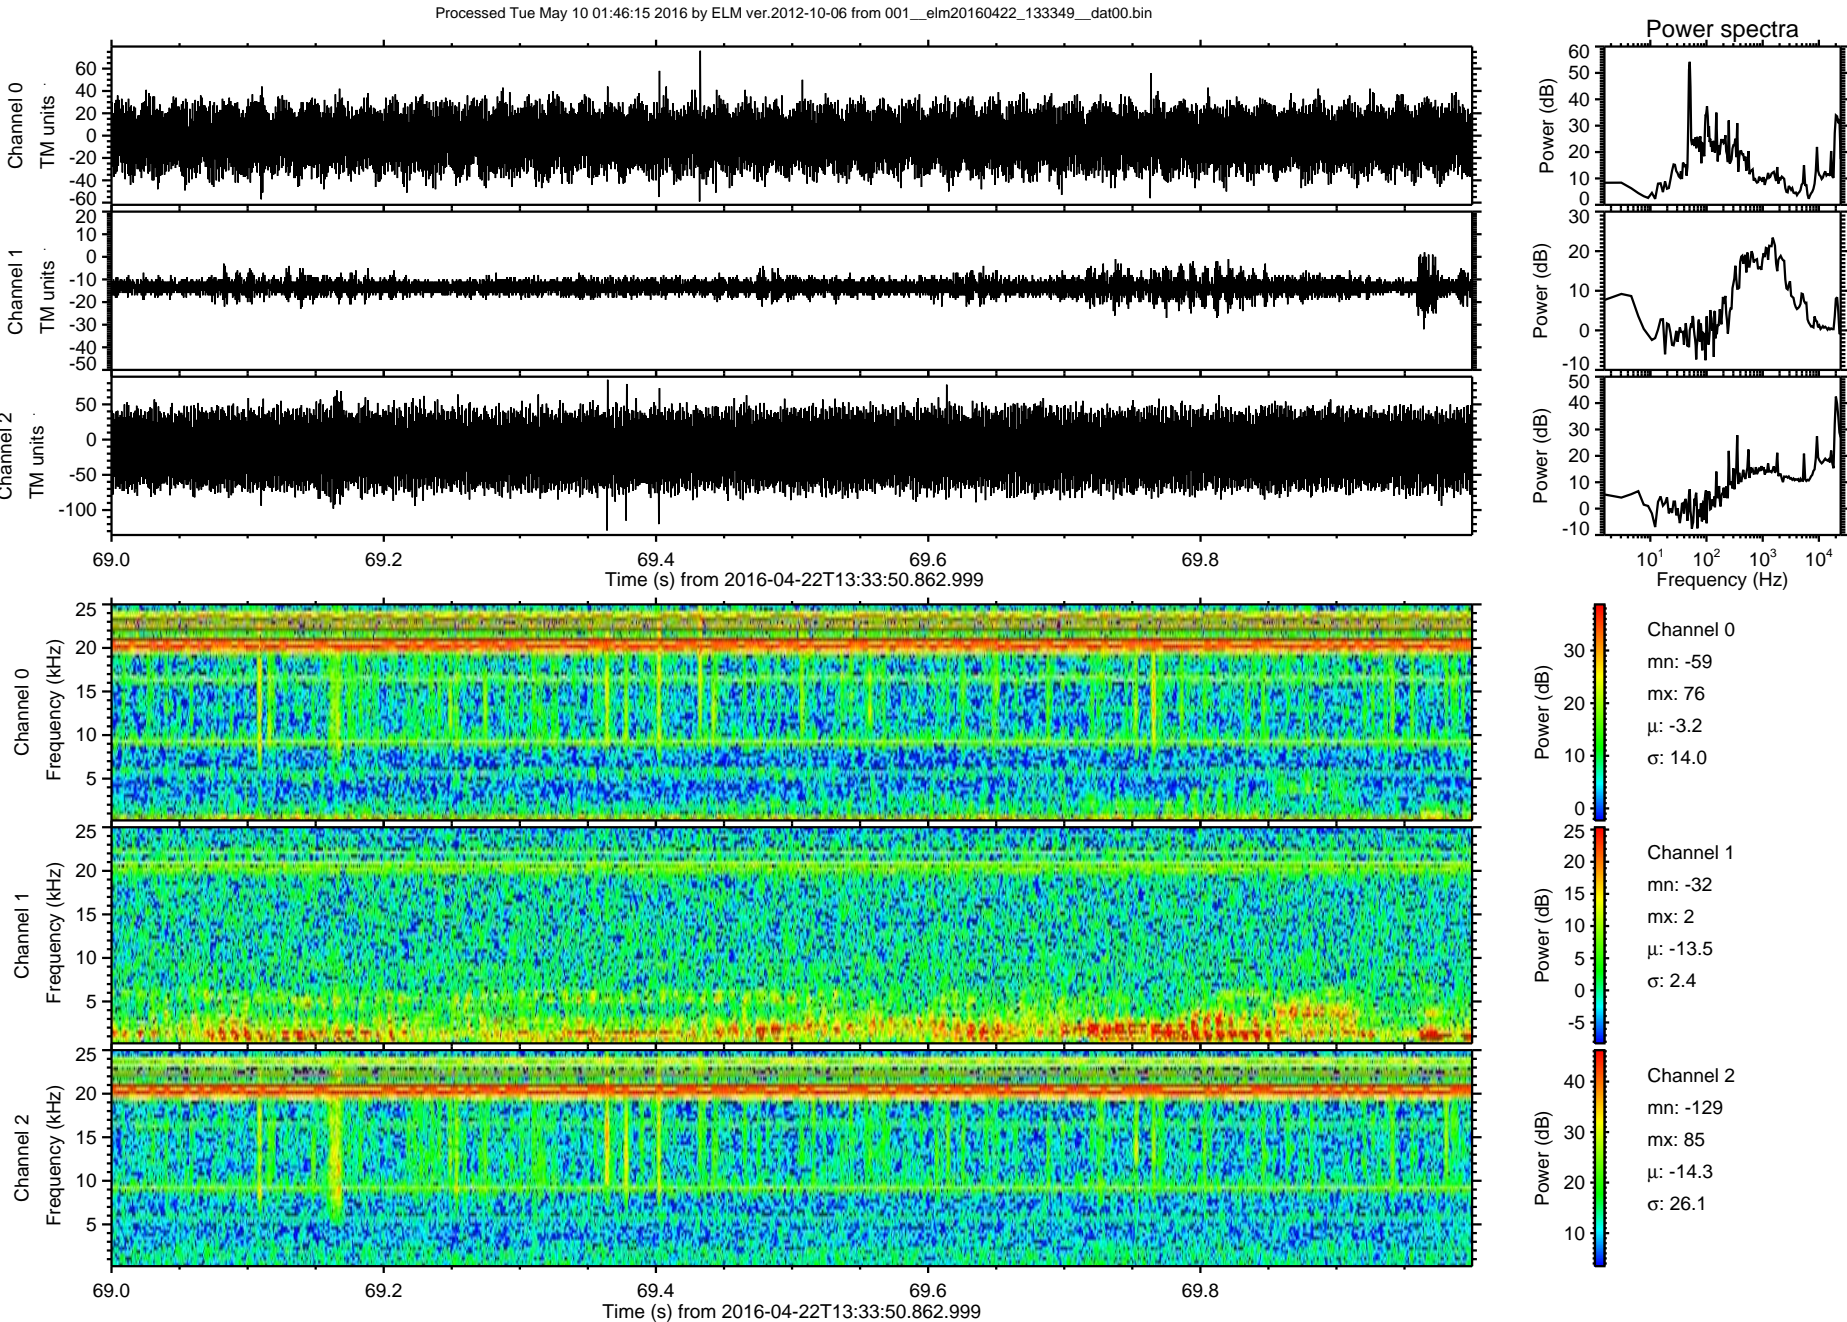 Processed Tue May 10 01:46:15 2016 by ELM ver.2012-10-06 from 001__elm20160422_133349__dat00.bin
Power spectra
Channel 0
TM units
60
40
20
0
-20
-40
-60
Power (dB)
60
50
40
30
20
10
0
Channel 1
TM units
20
10
0
-10
-20
-30
-40
-50
Power (dB)
30
20
10
0
-10
Channel 2
TM units
50
0
-50
-100
Power (dB)
50
40
30
20
10
0
-10
69.0 69.2 69.4 69.6 69.8
Time (s) from 2016-04-22T13:33:50.862.999
10¹ 10² 10³ 10⁴
Frequency (Hz)
Channel 0
Frequency (kHz)
25
20
15
10
5
Power (dB)
30
20
10
0
Channel 0
mn: -59
mx: 76
μ: -3.2
σ: 14.0
Channel 1
Frequency (kHz)
25
20
15
10
5
Power (dB)
25
20
15
10
5
0
-5
Channel 1
mn: -32
mx: 2
μ: -13.5
σ: 2.4
Channel 2
Frequency (kHz)
25
20
15
10
5
Power (dB)
40
30
20
10
Channel 2
mn: -129
mx: 85
μ: -14.3
σ: 26.1
69.0 69.2 69.4 69.6 69.8
Time (s) from 2016-04-22T13:33:50.862.999